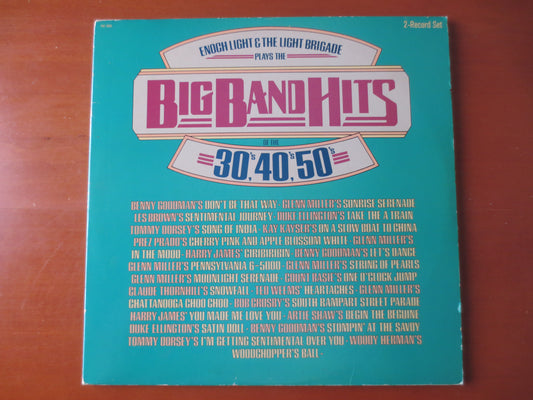 2-Record Set
ENOCH LIGHT & THE LIGHT BRIGADE
PLAYS THE
BIG BAND HITS
OF THE
30's, 40's, 50's
BENNY GOODMAN'S DON'T BE THAT WAY · GLENN MILLER'S SUNRISE SERENADE
LES BROWN'S SENTIMENTAL JOURNEY · DUKE ELLINGTON'S TAKE THE A TRAIN
TOMMY DORSEY'S SONG OF INDIA · KAY KAYSER'S ON A SLOW BOAT TO CHINA
PREZ PRADO'S CHERRY PINK AND APPLE BLOSSOM WHITE · GLENN MILLER'S
IN THE MOOD · HARRY JAMES' CIRIBIRIBIN · BENNY GOODMAN'S LET'S DANCE
GLENN MILLER'S PENNSYLVANIA 6-5000 · GLENN MILLER'S STRING OF PEARLS
GLENN MILLER'S MOONLIGHT SERENADE · COUNT BASIE'S ONE O'CLOCK JUMP
CLAUDE THORNHILL'S SNOWFALL · TED WEEMS' HEARTACHES · GLENN MILLER'S
CHATTANOOGA CHOO CHOO · BOB CROSBY'S SOUTH RAMPART STREET PARADE
HARRY JAMES' YOU MADE ME LOVE YOU · ARTIE SHAW'S BEGIN THE BEGUINE
DUKE ELLINGTON'S SATIN DOLL · BENNY GOODMAN'S STOMPIN' AT THE SAVOY
TOMMY DORSEY'S I'M GETTING SENTIMENTAL OVER YOU · WOODY HERMAN'S
WOODCHOPPER'S BALL ·